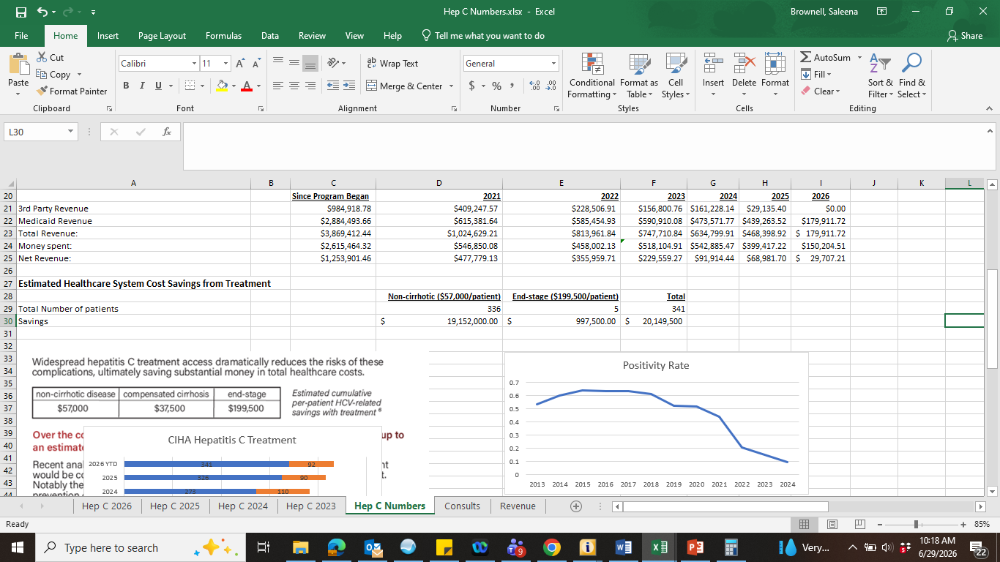 Hep C Numbers.xlsx - Excel
Brownell, Saleena
File Home Insert Page Layout Formulas Data Review View Help Tell me what you want to do Share
Paste
Cut
Copy
Format Painter
Clipboard
Calibri 11
B I U
Font
Wrap Text
Merge & Center
Alignment
General
$ % ,
Number
Conditional Formatting
Format as Table
Cell Styles
Styles
Insert Delete Format
Cells
AutoSum
Fill
Clear
Sort & Filter
Find & Select
Editing
L30 fx
A B C D E F G H I J K L
20 Since Program Began 2021 2022 2023 2024 2025 2026
21 3rd Party Revenue $984,918.78 $409,247.57 $228,506.91 $156,800.76 $161,228.14 $29,135.40 $0.00
22 Medicaid Revenue $2,884,493.66 $615,381.64 $585,454.93 $590,910.08 $473,571.77 $439,263.52 $179,911.72
23 Total Revenue: $3,869,412.44 $1,024,629.21 $813,961.84 $747,710.84 $634,799.91 $468,398.92 $ 179,911.72
24 Money spent: $2,615,464.32 $546,850.08 $458,002.13 $518,104.91 $542,885.47 $399,417.22 $150,204.51
25 Net Revenue: $1,253,901.46 $477,779.13 $355,959.71 $229,559.27 $91,914.44 $68,981.70 $ 29,707.21
26
27 Estimated Healthcare System Cost Savings from Treatment
28 Non-cirrhotic ($57,000/patient) End-stage ($199,500/patient) Total
29 Total Number of patients 336 5 341
30 Savings $ 19,152,000.00 $ 997,500.00 $ 20,149,500
31
32
33
34
35
36
37
38
39
40
41
42
43
44
Widespread hepatitis C treatment access dramatically reduces the risks of these
complications, ultimately saving substantial money in total healthcare costs.
non-cirrhotic disease compensated cirrhosis end-stage
$57,000 $37,500 $199,500
Estimated cumulative
per-patient HCV-related
savings with treatment 6
Over the co
up to
an estimat
Recent anal
nt
would be co
t.
Notably the
prevention
CIHA Hepatitis C Treatment
2026 YTD 341 92
2025 326 90
2024 273 110
Positivity Rate
0.7
0.6
0.5
0.4
0.3
0.2
0.1
0
2013 2014 2015 2016 2017 2018 2019 2020 2021 2022 2023 2024
Hep C 2026 Hep C 2025 Hep C 2024 Hep C 2023 Hep C Numbers Consults Revenue
Ready
85%
Type here to search
Very...
10:18 AM
6/29/2026
9
22